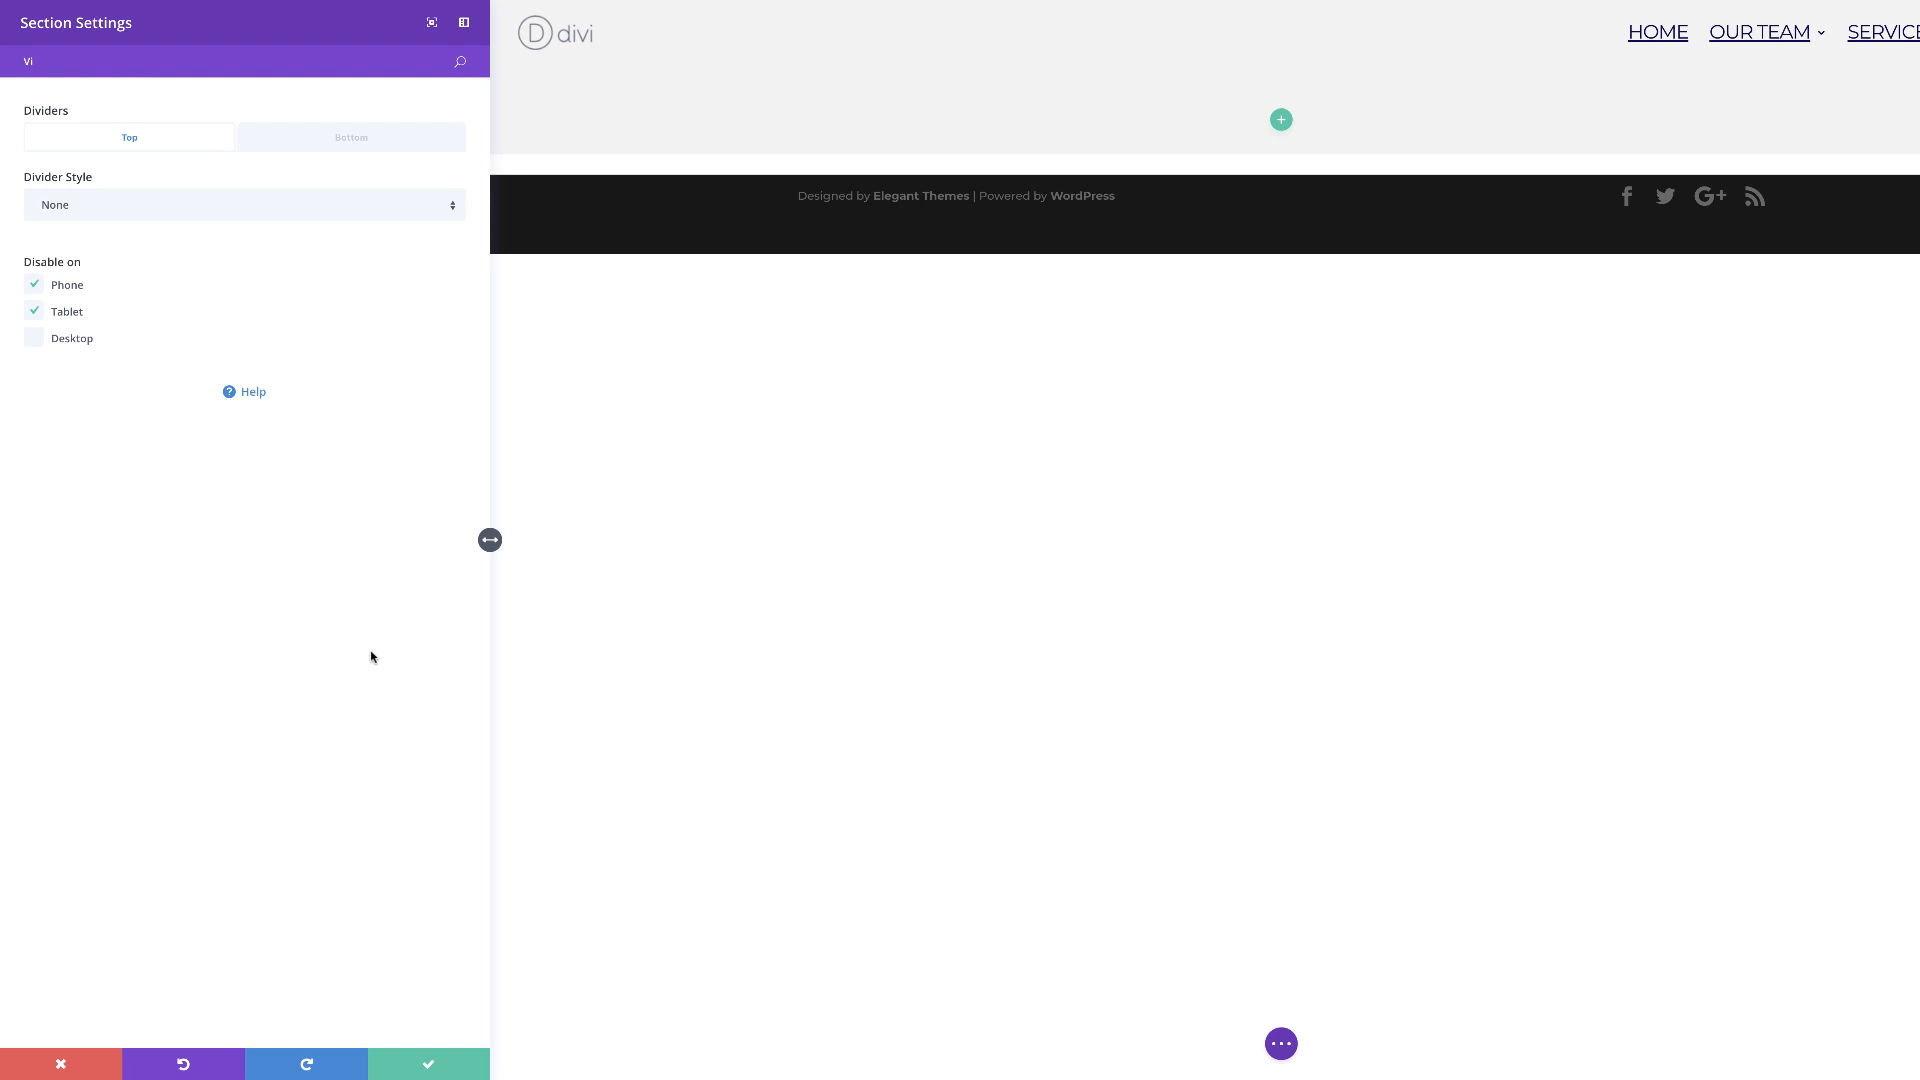 Section Settings
Vi
Dividers
Top
Bottom
Divider Style
None
Disable on
Phone
Tablet
Desktop
? Help
D divi
HOME
OUR TEAM
SERVICE
+
Designed by Elegant Themes | Powered by WordPress
G+